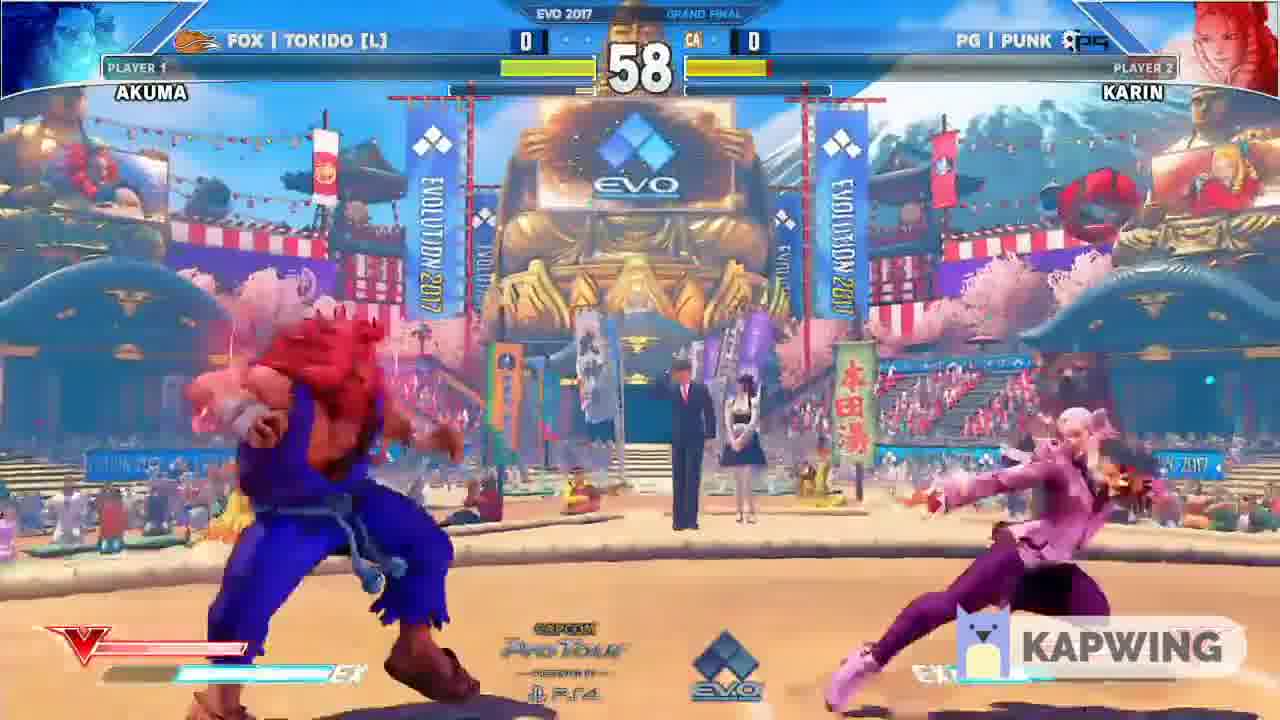 EVO 2017 GRAND FINAL
FOX | TOKIDO [L]
0
58
CA
0
PG | PUNK
PLAYER 1
PLAYER 2
AKUMA
KARIN
EVO
EVOLUTION 2017
EVOLUTION 2017
EX
CAPCOM
PRO TOUR
PS4
EVO
EX
KAPWING